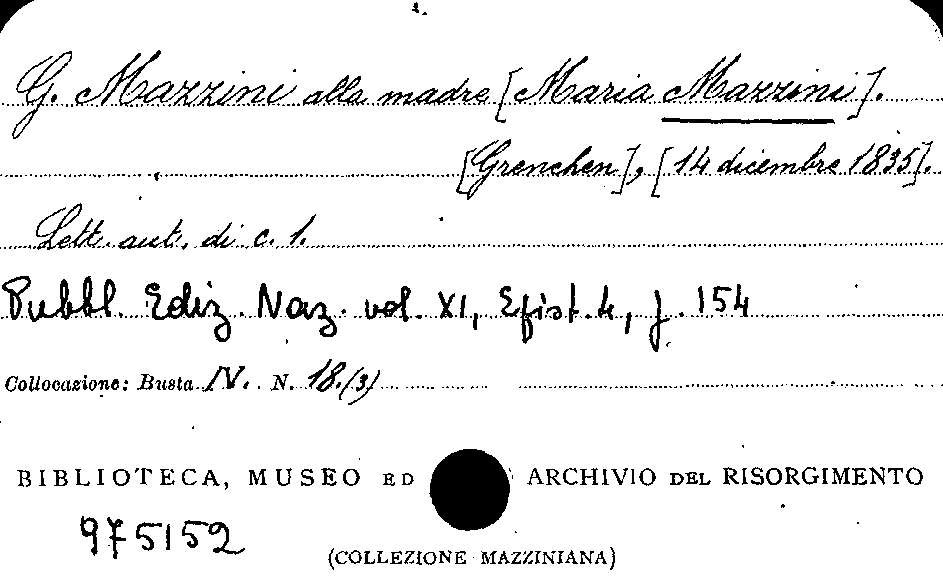 G. Mazzini alla madre [Maria Mazzini].
[Grenchen], [14 dicembre 1835].
Lett. aut. di c. 1.
Pubbl. Ediz. Naz. vol. XI, Epist. 4, p. 154
Collocazione: Busta IV. N. 18.(3)
BIBLIOTECA, MUSEO ED ARCHIVIO DEL RISORGIMENTO
975152
(COLLEZIONE MAZZINIANA)